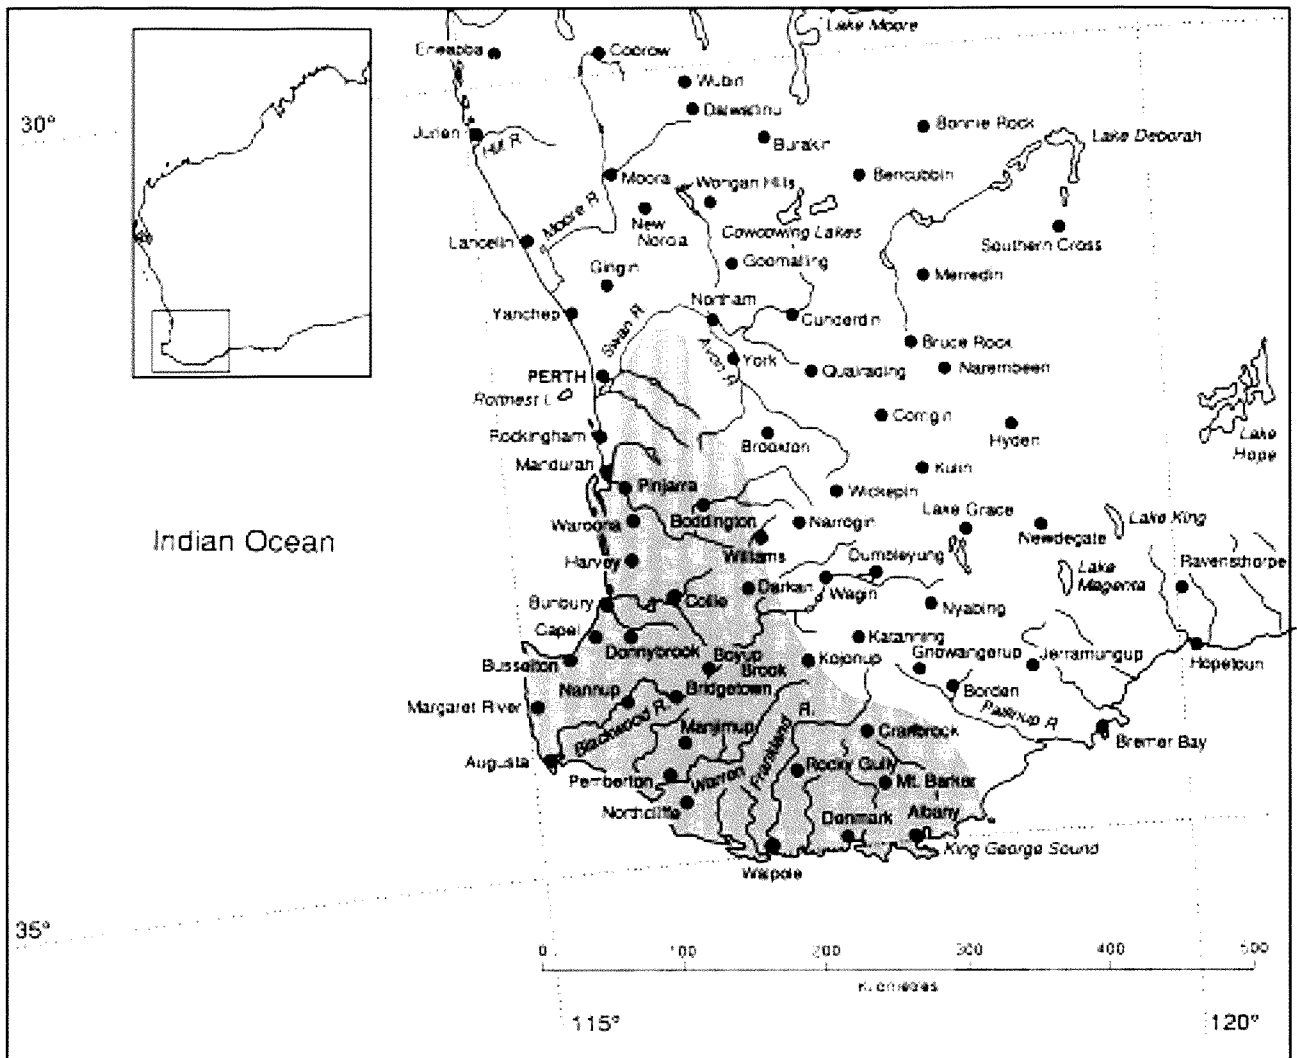 Lake Moore
Eneabba
Coorow
Wubin
Dalwallinu
30°
Jurien
Hill R.
Burakin
Bonnie Rock
Lake Deborah
Moora
Wongan Hills
Bencubbin
Moore R.
New
Norcia
Cowcowing Lakes
Southern Cross
Lancelin
Gingin
Goomalling
Merredin
Yanchep
Northam
Cunderdin
Swan R.
Avon R.
York
Bruce Rock
PERTH
Quairading
Narembeen
Rottnest I.
Corrigin
Rockingham
Brookton
Hyden
Lake
Hope
Mandurah
Kulin
Pinjarra
Wickepin
Waroona
Boddington
Narrogin
Lake Grace
Newdegate
Lake King
Indian Ocean
Williams
Dumbleyung
Harvey
Darkan
Wagin
Lake
Magenta
Ravensthorpe
Bunbury
Collie
Nyabing
Capel
Donnybrook
Boyup
Brook
Katanning
Gnowangerup
Jerramungup
Hopetoun
Busselton
Kojonup
Nannup
Bridgetown
Borden
Pallinup R.
Margaret River
Blackwood R.
Manjimup
Frankland
R.
Cranbrook
Bremer Bay
Augusta
Pemberton
Warren
Rocky Gully
Mt. Barker
Northcliffe
Denmark
Albany
King George Sound
Walpole
35°
0 100 200 300 400 500
115°
120°